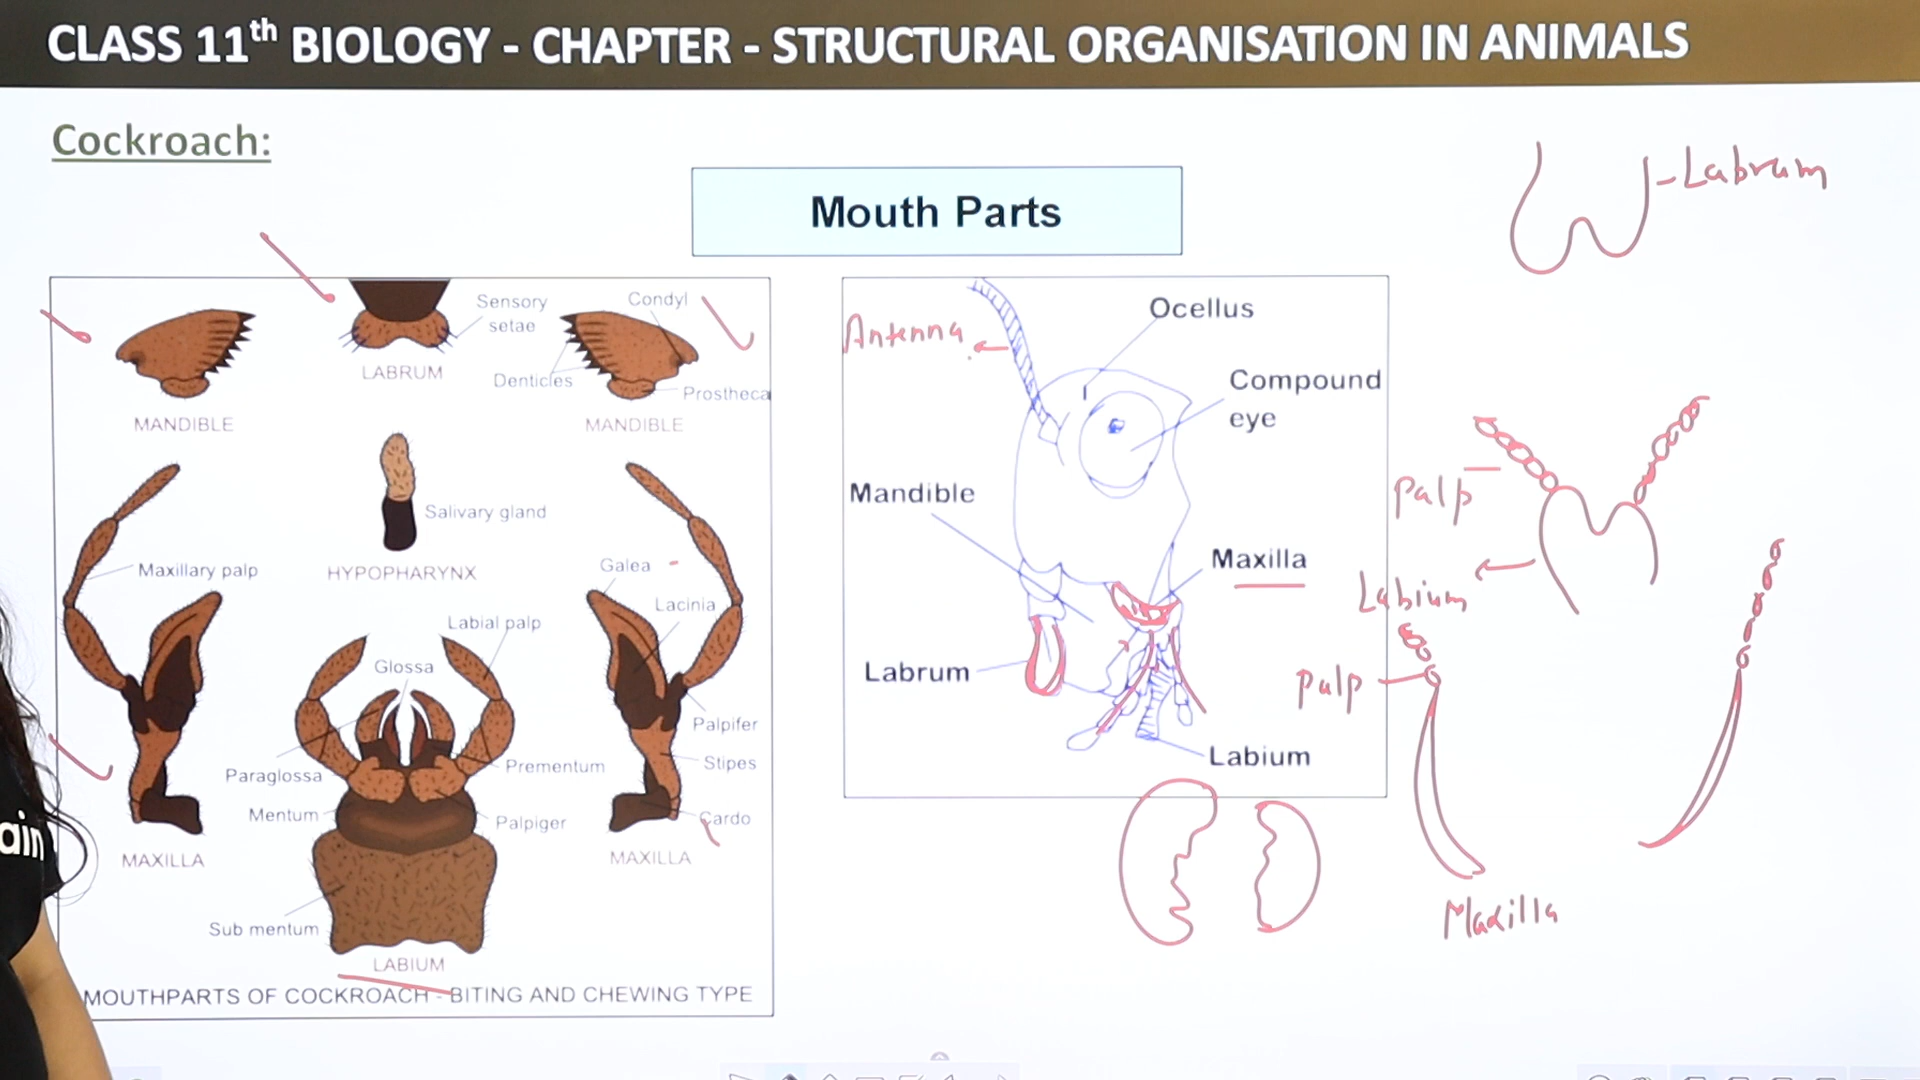 CLASS 11th BIOLOGY - CHAPTER - STRUCTURAL ORGANISATION IN ANIMALS
Cockroach:
Mouth Parts
Labrum
Sensory
setae
Condyl
LABRUM
Denticles
Prostheca
MANDIBLE
MANDIBLE
Salivary gland
HYPOPHARYNX
Maxillary palp
Galea
Lacinia
Labial palp
Glossa
Palpifer
Paraglossa
Prementum
Stipes
Mentum
Palpiger
Cardo
MAXILLA
MAXILLA
Sub mentum
LABIUM
MOUTHPARTS OF COCKROACH - BITING AND CHEWING TYPE
Antenna
Ocellus
Compound
eye
Mandible
Maxilla
Labrum
Labium
Palp
Labium
Palp
Maxilla
ain